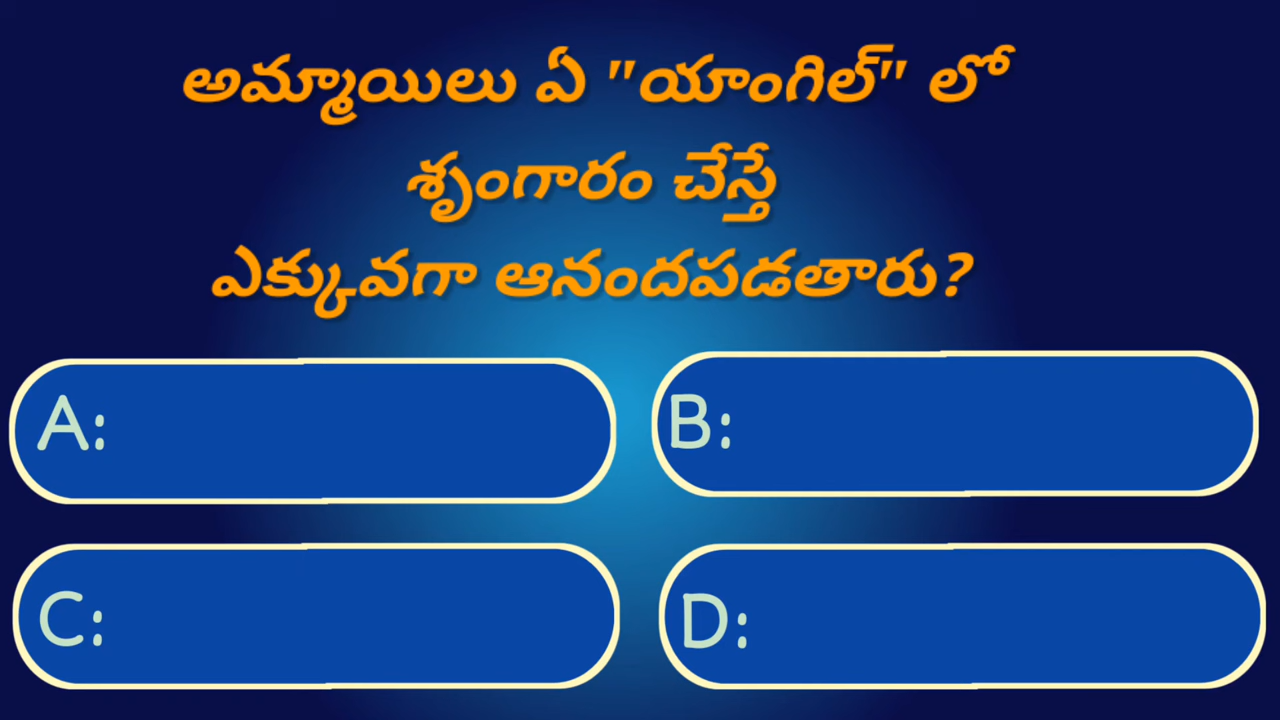 అమ్మాయిలు ఏ "యాంగిల్" లో
శృంగారం చేస్తే
ఎక్కువగా ఆనందపడతారు?
A:
B:
C:
D: